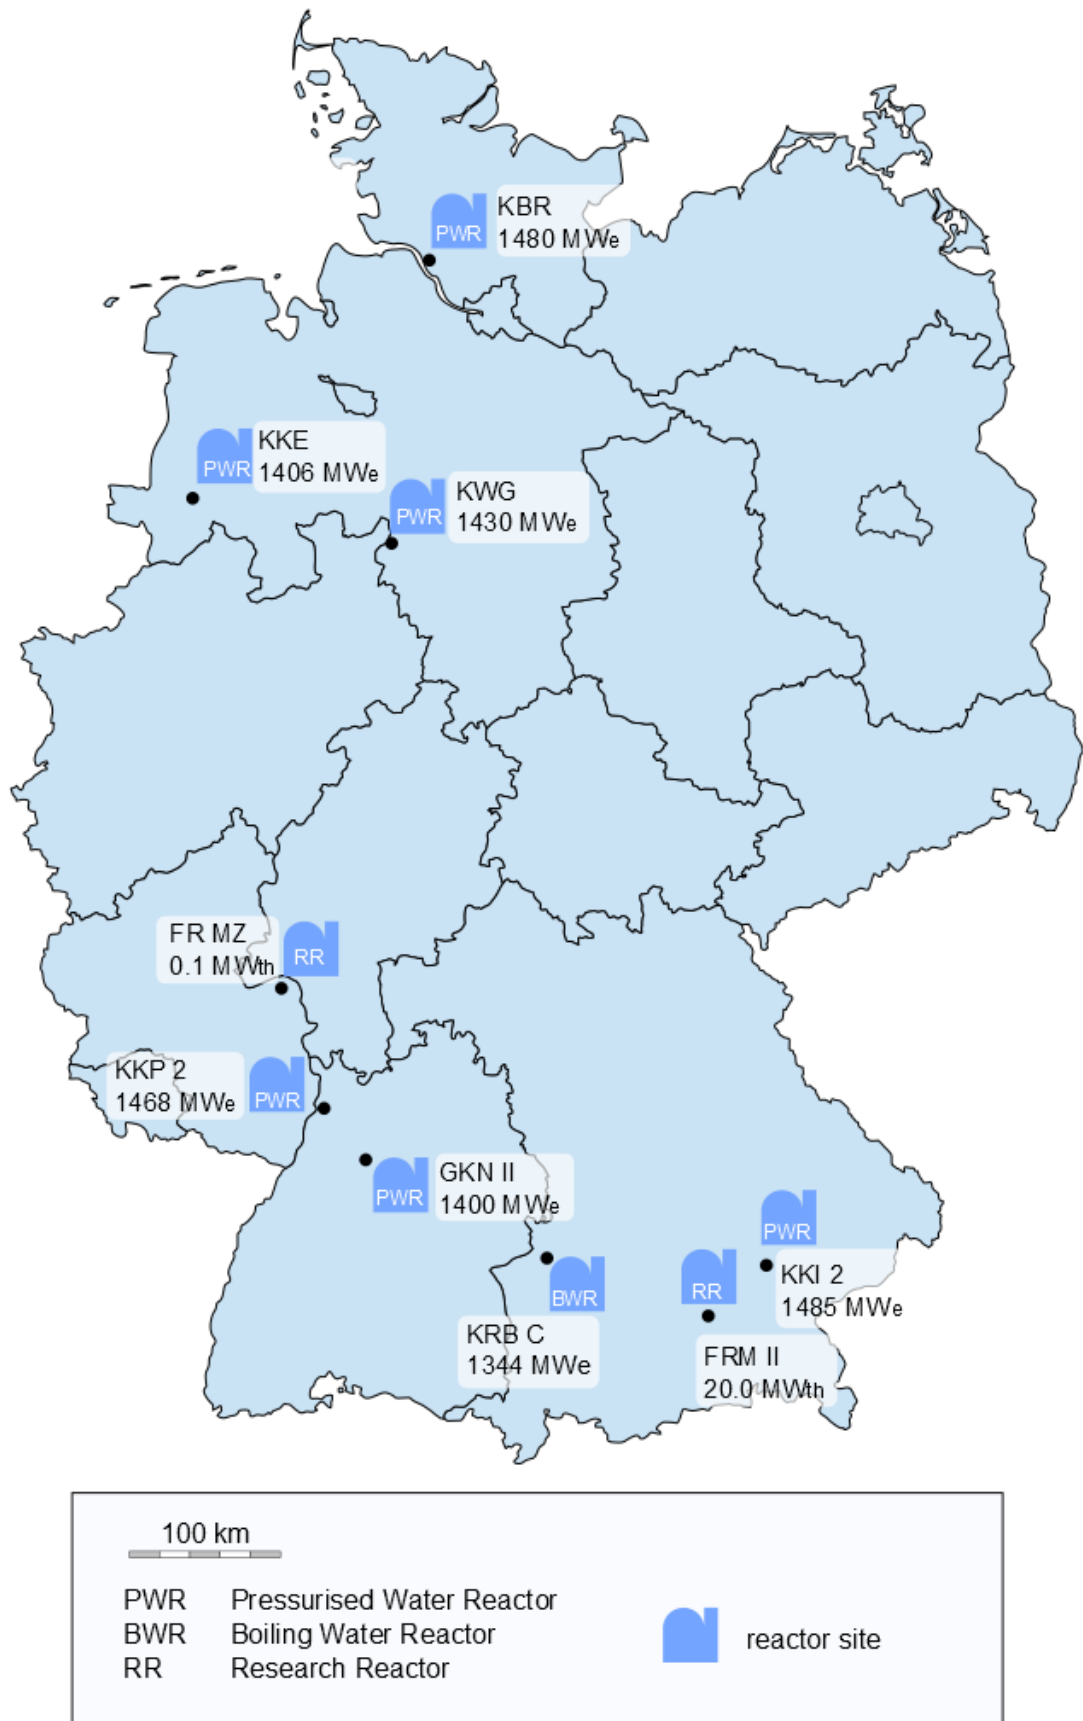 PWR
KBR
1480 MWe
PWR
KKE
1406 MWe
PWR
KWG
1430 MWe
FR MZ
0.1 MWth
RR
KKP 2
1468 MWe
PWR
PWR
GKN II
1400 MWe
PWR
KKI 2
1485 MWe
BWR
KRB C
1344 MWe
RR
FRM II
20.0 MWth
100 km
PWR Pressurised Water Reactor
BWR Boiling Water Reactor
RR Research Reactor
reactor site